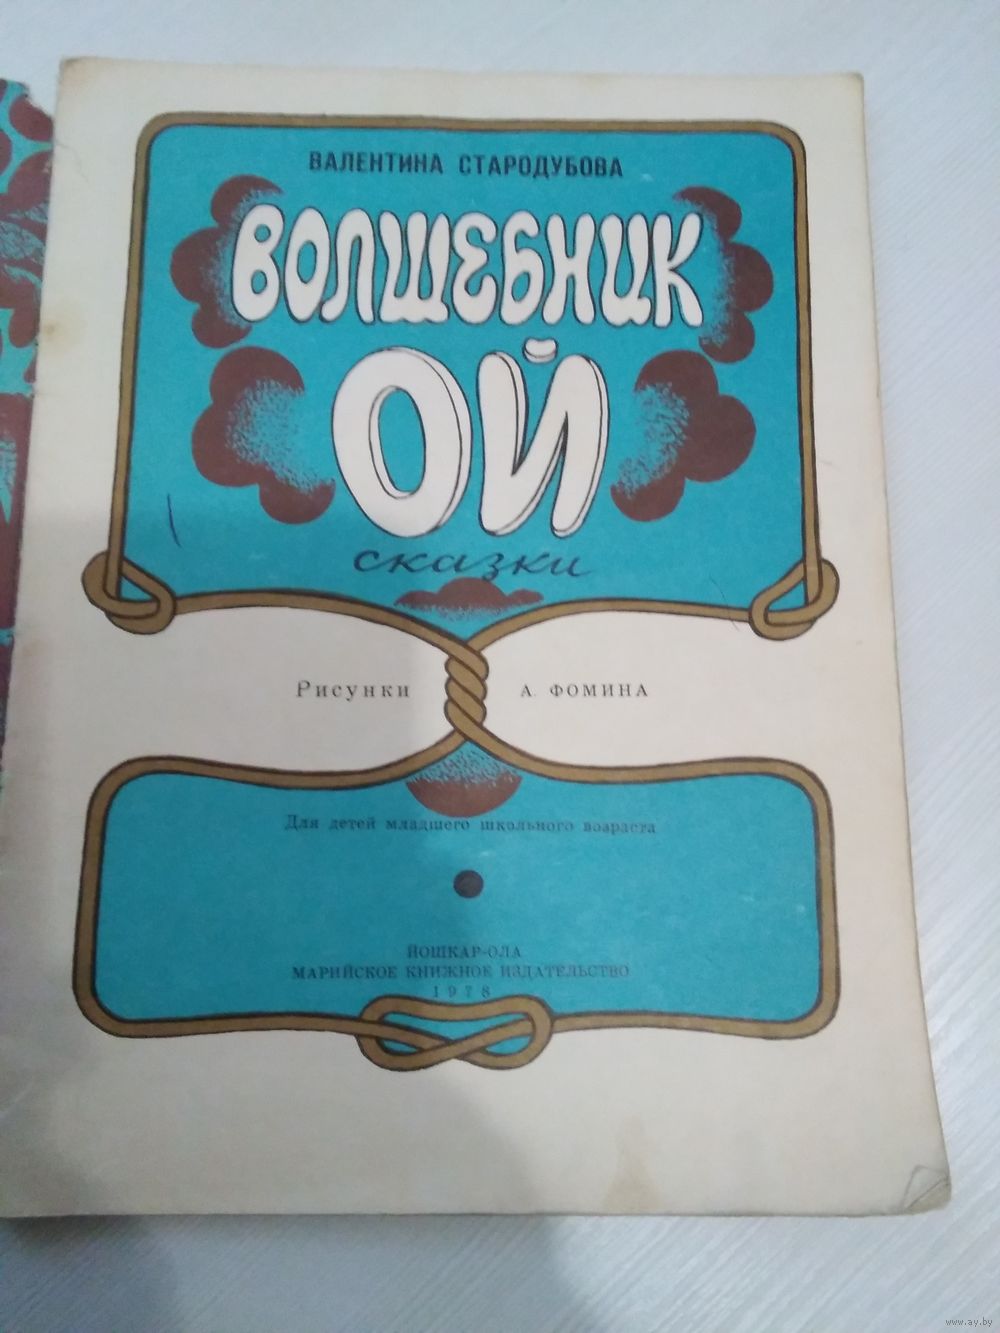 ВАЛЕНТИНА СТАРОДУБОВА
ВОЛШЕБНИК
ОЙ
сказки
Рисунки А. ФОМИНА
Для детей младшего школьного возраста
ЙОШКАР-ОЛА
МАРИЙСКОЕ КНИЖНОЕ ИЗДАТЕЛЬСТВО
1978
www.ay.by